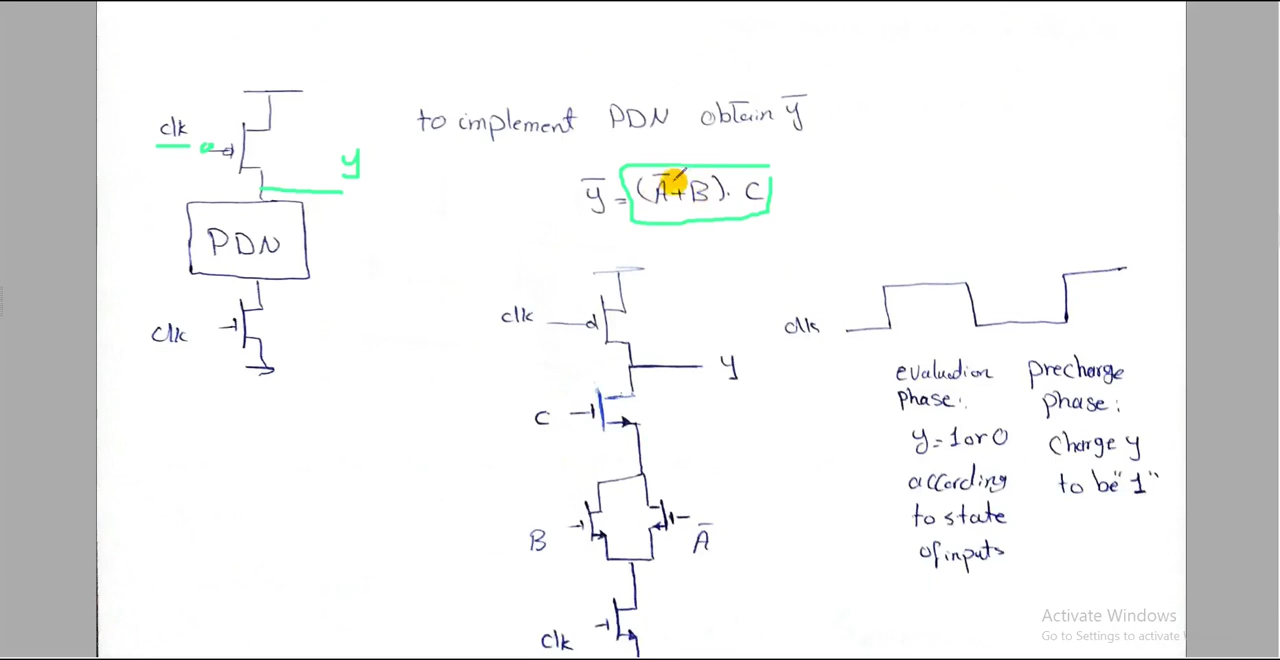 clk
y
PDN
clk
to implement PDN obtain y̅
y̅ = (A̅+B). C
clk
y
C
B
A̅
clk
clk
evaluation
phase:
y=1 or 0
according
to state
of inputs
precharge
phase:
Charge y
to be "1"
Activate Windows
Go to Settings to activate